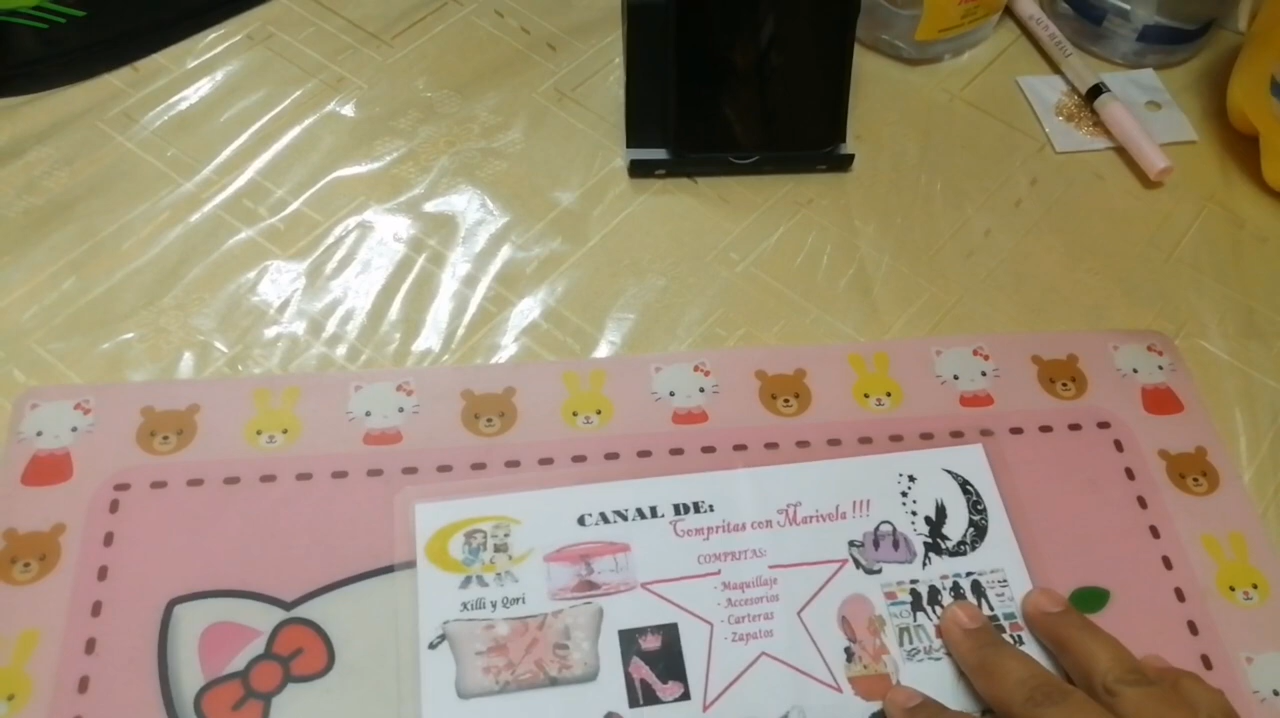 CANAL DE:
Compritas con Marivela !!!
COMPRITAS:
- Maquillaje
- Accesorios
- Carteras
- Zapatos
Killi y Qori